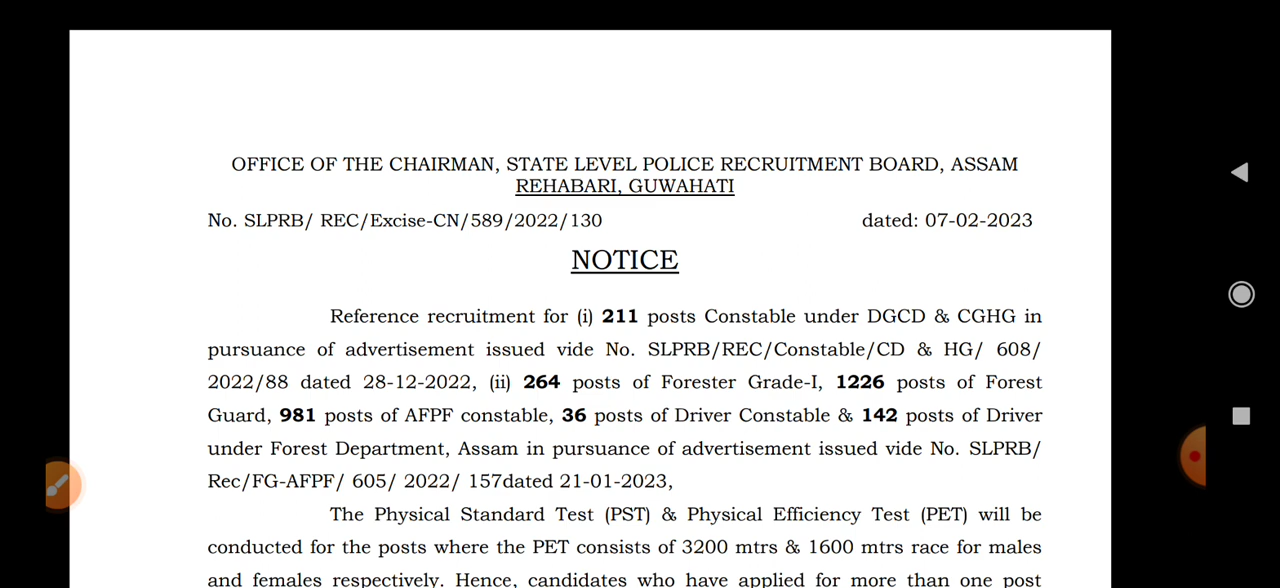 OFFICE OF THE CHAIRMAN, STATE LEVEL POLICE RECRUITMENT BOARD, ASSAM
REHABARI, GUWAHATI
No. SLPRB/ REC/Excise-CN/589/2022/130 dated: 07-02-2023
NOTICE
Reference recruitment for (i) 211 posts Constable under DGCD & CGHG in
pursuance of advertisement issued vide No. SLPRB/REC/Constable/CD & HG/ 608/
2022/88 dated 28-12-2022, (ii) 264 posts of Forester Grade-I, 1226 posts of Forest
Guard, 981 posts of AFPF constable, 36 posts of Driver Constable & 142 posts of Driver
under Forest Department, Assam in pursuance of advertisement issued vide No. SLPRB/
Rec/FG-AFPF/ 605/ 2022/ 157dated 21-01-2023,
The Physical Standard Test (PST) & Physical Efficiency Test (PET) will be
conducted for the posts where the PET consists of 3200 mtrs & 1600 mtrs race for males
and females respectively. Hence, candidates who have applied for more than one post